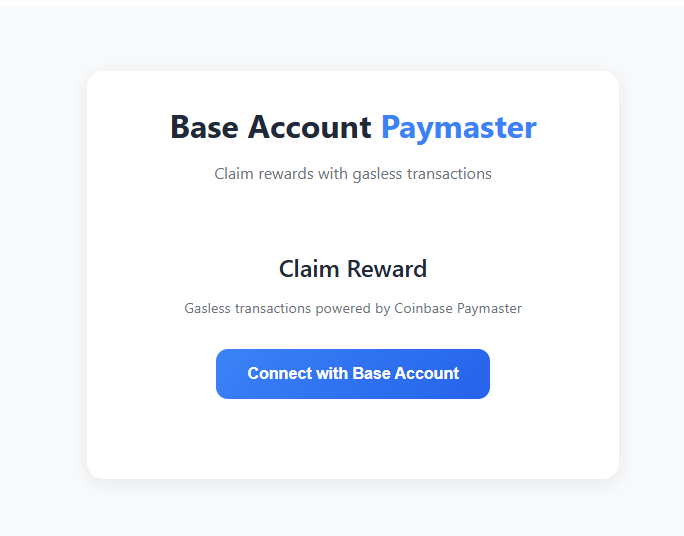 Base Account Paymaster
Claim rewards with gasless transactions
Claim Reward
Gasless transactions powered by Coinbase Paymaster
Connect with Base Account